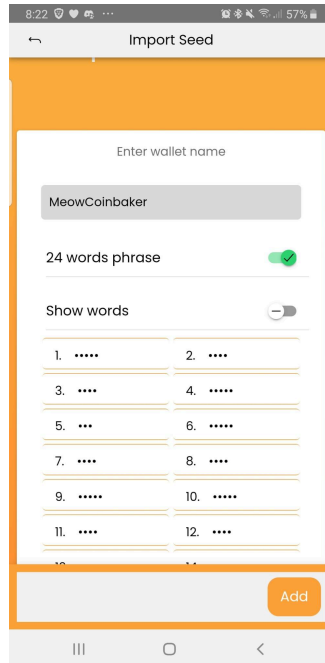 8:22 57%
Import Seed
Enter wallet name
MeowCoinbaker
24 words phrase
Show words
1. ••••• 2. ••••
3. •••• 4. •••••
5. ••• 6. •••••
7. •••• 8. ••••
9. ••••• 10. •••••
11. •••• 12. ••••
Add